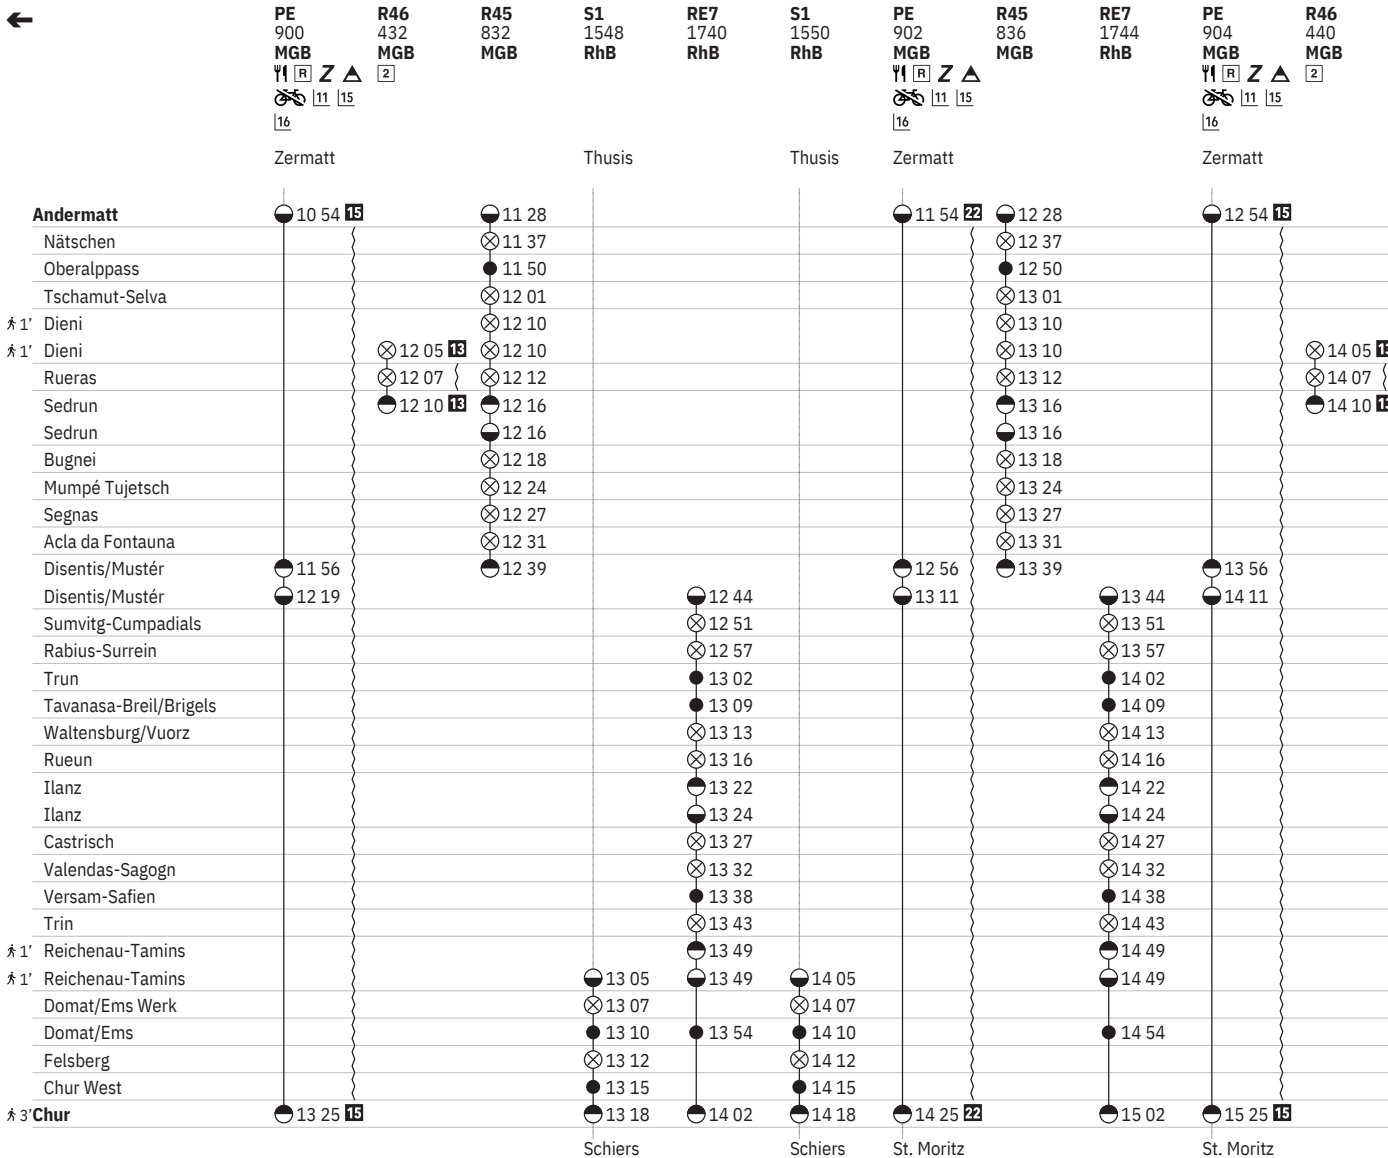 PE R46 R45 S1 RE7 S1 PE R45 RE7 PE R46
900 432 832 1548 1740 1550 902 836 1744 904 440
MGB MGB MGB RhB RhB RhB MGB MGB RhB MGB MGB
R Z 2 R Z R Z 2
11 15 11 15 11 15
16 16 16
Zermatt Thusis Thusis Zermatt Zermatt
Andermatt 10 54 15 11 28 11 54 22 12 28 12 54 15
Nätschen 11 37 12 37
Oberalppass 11 50 12 50
Tschamut-Selva 12 01 13 01
1' Dieni 12 10 13 10
1' Dieni 12 05 13 12 10 13 10 14 05 13
Rueras 12 07 12 12 13 12 14 07
Sedrun 12 10 13 12 16 13 16 14 10 13
Sedrun 12 16 13 16
Bugnei 12 18 13 18
Mumpé Tujetsch 12 24 13 24
Segnas 12 27 13 27
Acla da Fontauna 12 31 13 31
Disentis/Mustér 11 56 12 39 12 56 13 39 13 56
Disentis/Mustér 12 19 12 44 13 11 13 44 14 11
Sumvitg-Cumpadials 12 51 13 51
Rabius-Surrein 12 57 13 57
Trun 13 02 14 02
Tavanasa-Breil/Brigels 13 09 14 09
Waltensburg/Vuorz 13 13 14 13
Rueun 13 16 14 16
Ilanz 13 22 14 22
Ilanz 13 24 14 24
Castrisch 13 27 14 27
Valendas-Sagogn 13 32 14 32
Versam-Safien 13 38 14 38
Trin 13 43 14 43
1' Reichenau-Tamins 13 49 14 49
1' Reichenau-Tamins 13 05 13 49 14 05 14 49
Domat/Ems Werk 13 07 14 07
Domat/Ems 13 10 13 54 14 10 14 54
Felsberg 13 12 14 12
Chur West 13 15 14 15
3' Chur 13 25 15 13 18 14 02 14 18 14 25 22 15 02 15 25 15
Schiers Schiers St. Moritz St. Moritz